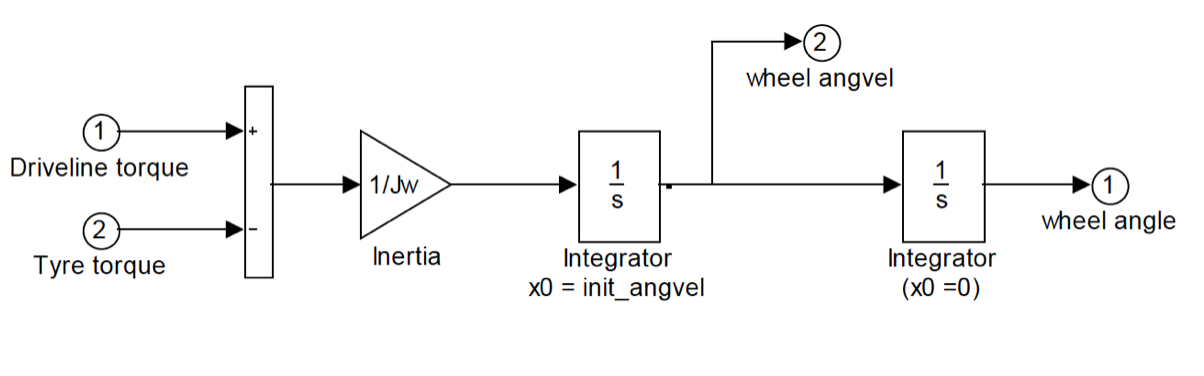 2
wheel angvel
1
+
Driveline torque
1/Jw
1
s
1
s
1
2
-
Tyre torque
Inertia
Integrator
x0 = init_angvel
Integrator
(x0 =0)
wheel angle